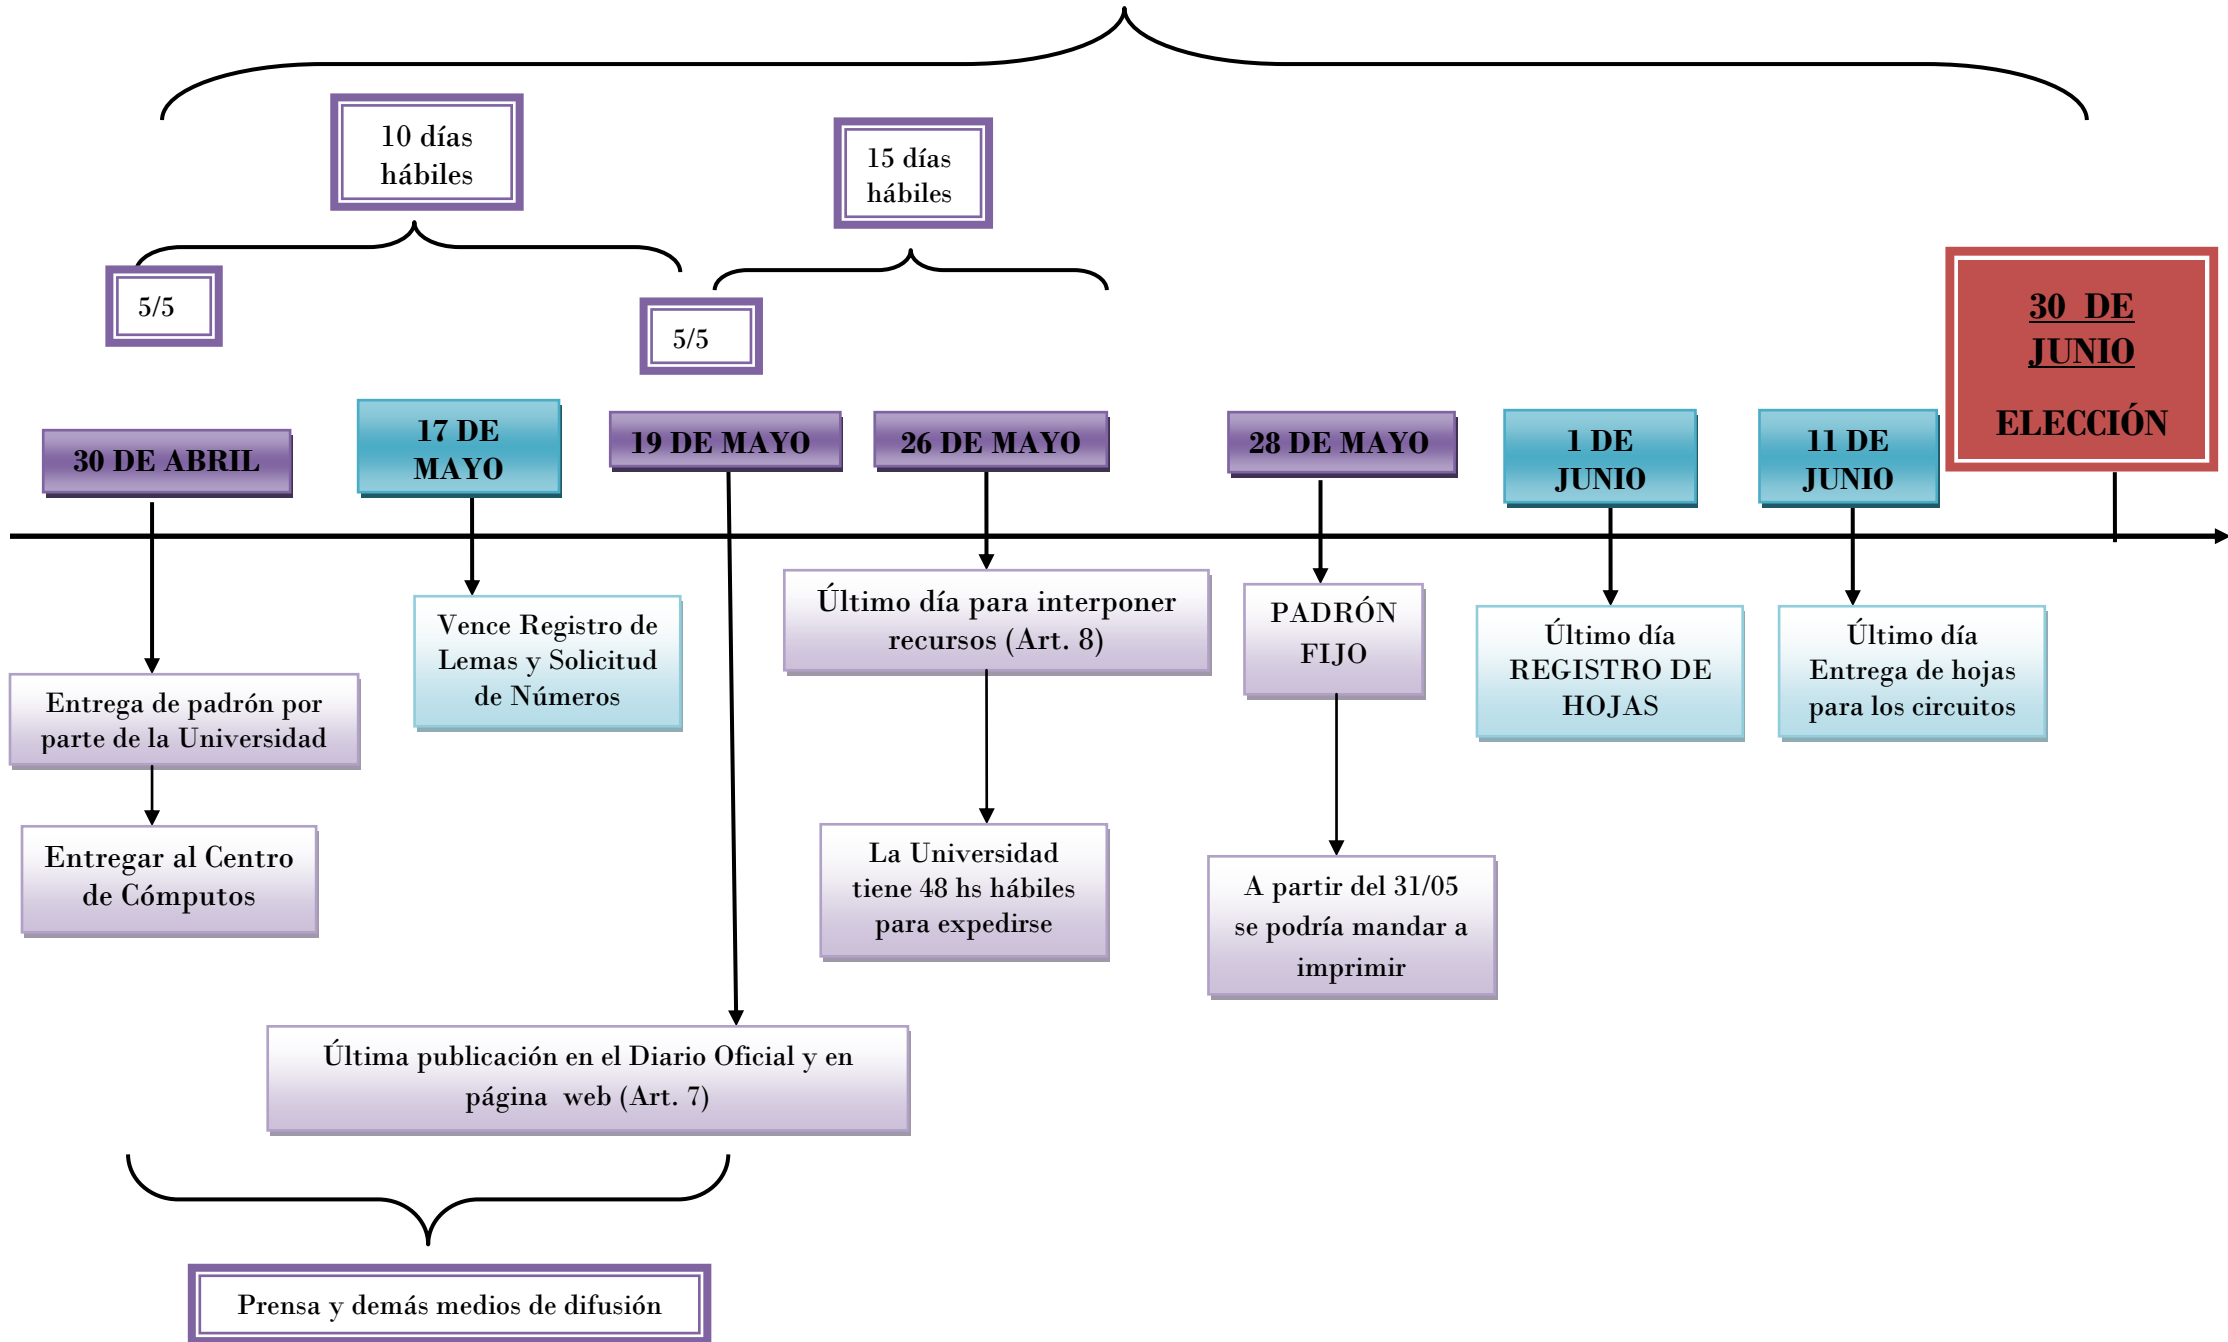 10 días
hábiles
15 días
hábiles
5/5
5/5
30 DE ABRIL
17 DE
MAYO
19 DE MAYO
26 DE MAYO
28 DE MAYO
1 DE
JUNIO
11 DE
JUNIO
30 DE
JUNIO
ELECCIÓN
Entrega de padrón por
parte de la Universidad
Entregar al Centro
de Cómputos
Vence Registro de
Lemas y Solicitud
de Números
Última publicación en el Diario Oficial y en
página web (Art. 7)
Último día para interponer
recursos (Art. 8)
La Universidad
tiene 48 hs hábiles
para expedirse
PADRÓN
FIJO
A partir del 31/05
se podría mandar a
imprimir
Último día
REGISTRO DE
HOJAS
Último día
Entrega de hojas
para los circuitos
Prensa y demás medios de difusión